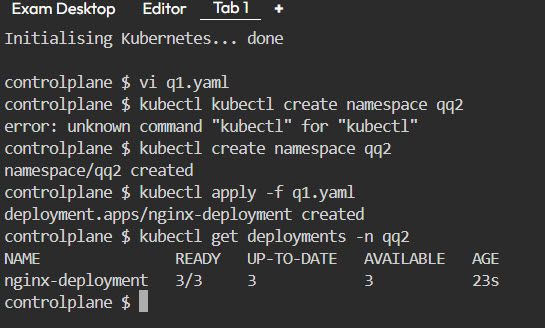 Exam Desktop Editor Tab 1 +
Initialising Kubernetes... done
controlplane $ vi q1.yaml
controlplane $ kubectl kubectl create namespace qq2
error: unknown command "kubectl" for "kubectl"
controlplane $ kubectl create namespace qq2
namespace/qq2 created
controlplane $ kubectl apply -f q1.yaml
deployment.apps/nginx-deployment created
controlplane $ kubectl get deployments -n qq2
NAME READY UP-TO-DATE AVAILABLE AGE
nginx-deployment 3/3 3 3 23s
controlplane $